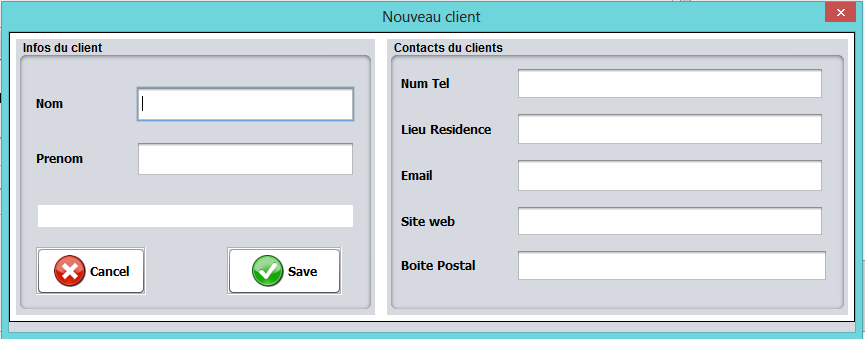 Nouveau client
Infos du client
Nom
Prenom
Cancel
Save
Contacts du clients
Num Tel
Lieu Residence
Email
Site web
Boite Postal